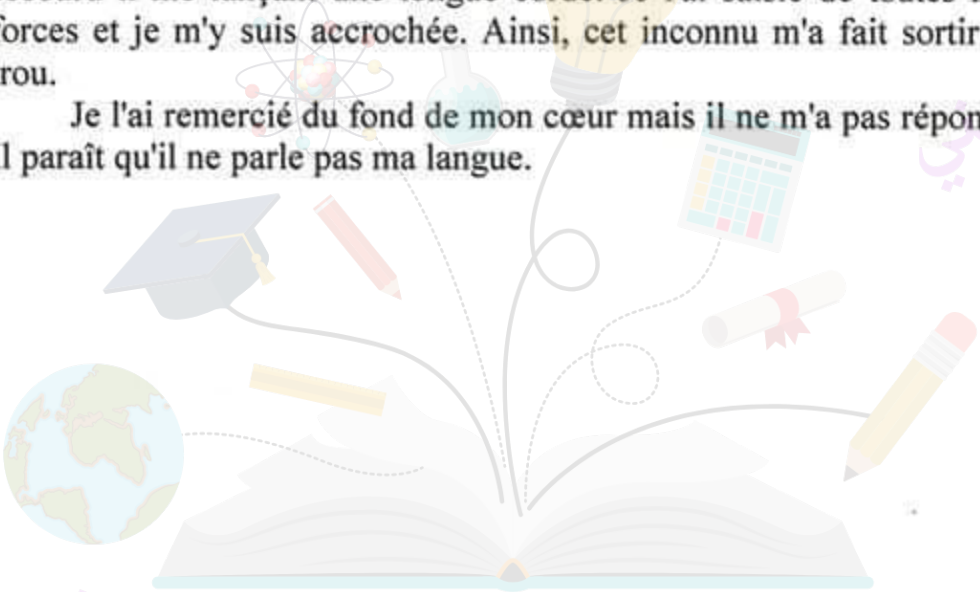 forces et je m'y suis accrochée. Ainsi, cet inconnu m'a fait sortir
rou.
Je l'ai remercié du fond de mon cœur mais il ne m'a pas répon
l paraît qu'il ne parle pas ma langue.